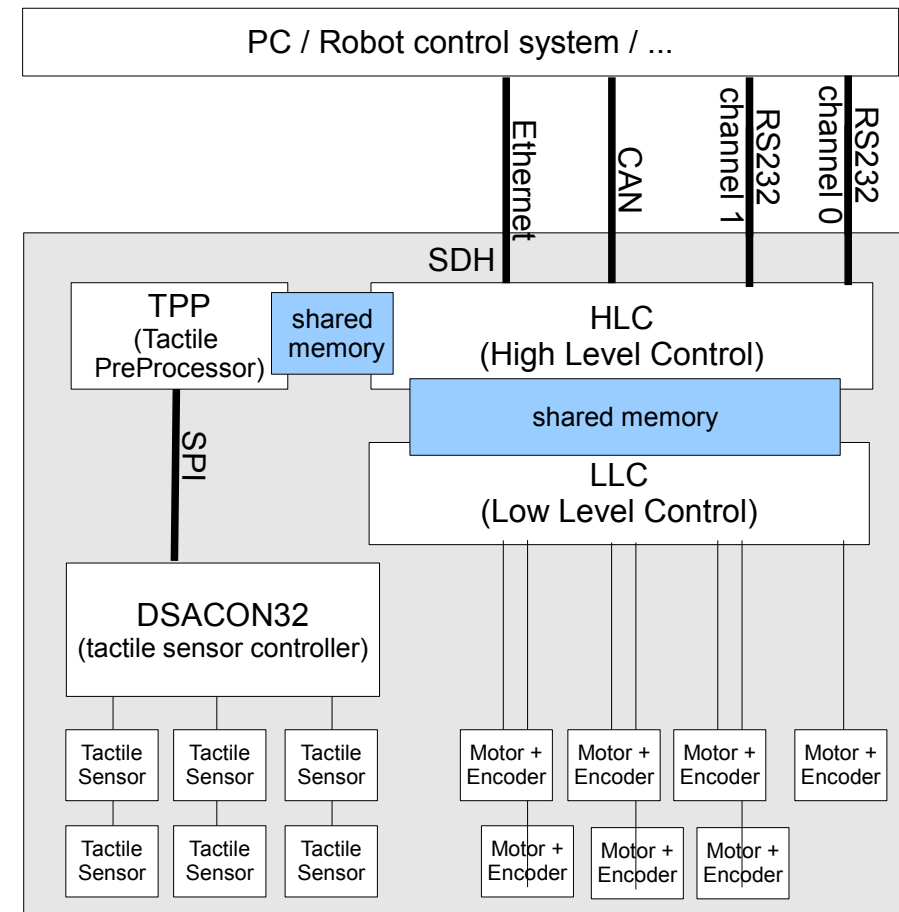 PC / Robot control system / ...
Ethernet
CAN
RS232
channel 1
RS232
channel 0
SDH
TPP
(Tactile
PreProcessor)
shared
memory
HLC
(High Level Control)
shared memory
SPI
LLC
(Low Level Control)
DSACON32
(tactile sensor controller)
Tactile
Sensor
Tactile
Sensor
Tactile
Sensor
Motor +
Encoder
Motor +
Encoder
Motor +
Encoder
Motor +
Encoder
Tactile
Sensor
Tactile
Sensor
Tactile
Sensor
Motor +
Encoder
Motor +
Encoder
Motor +
Encoder